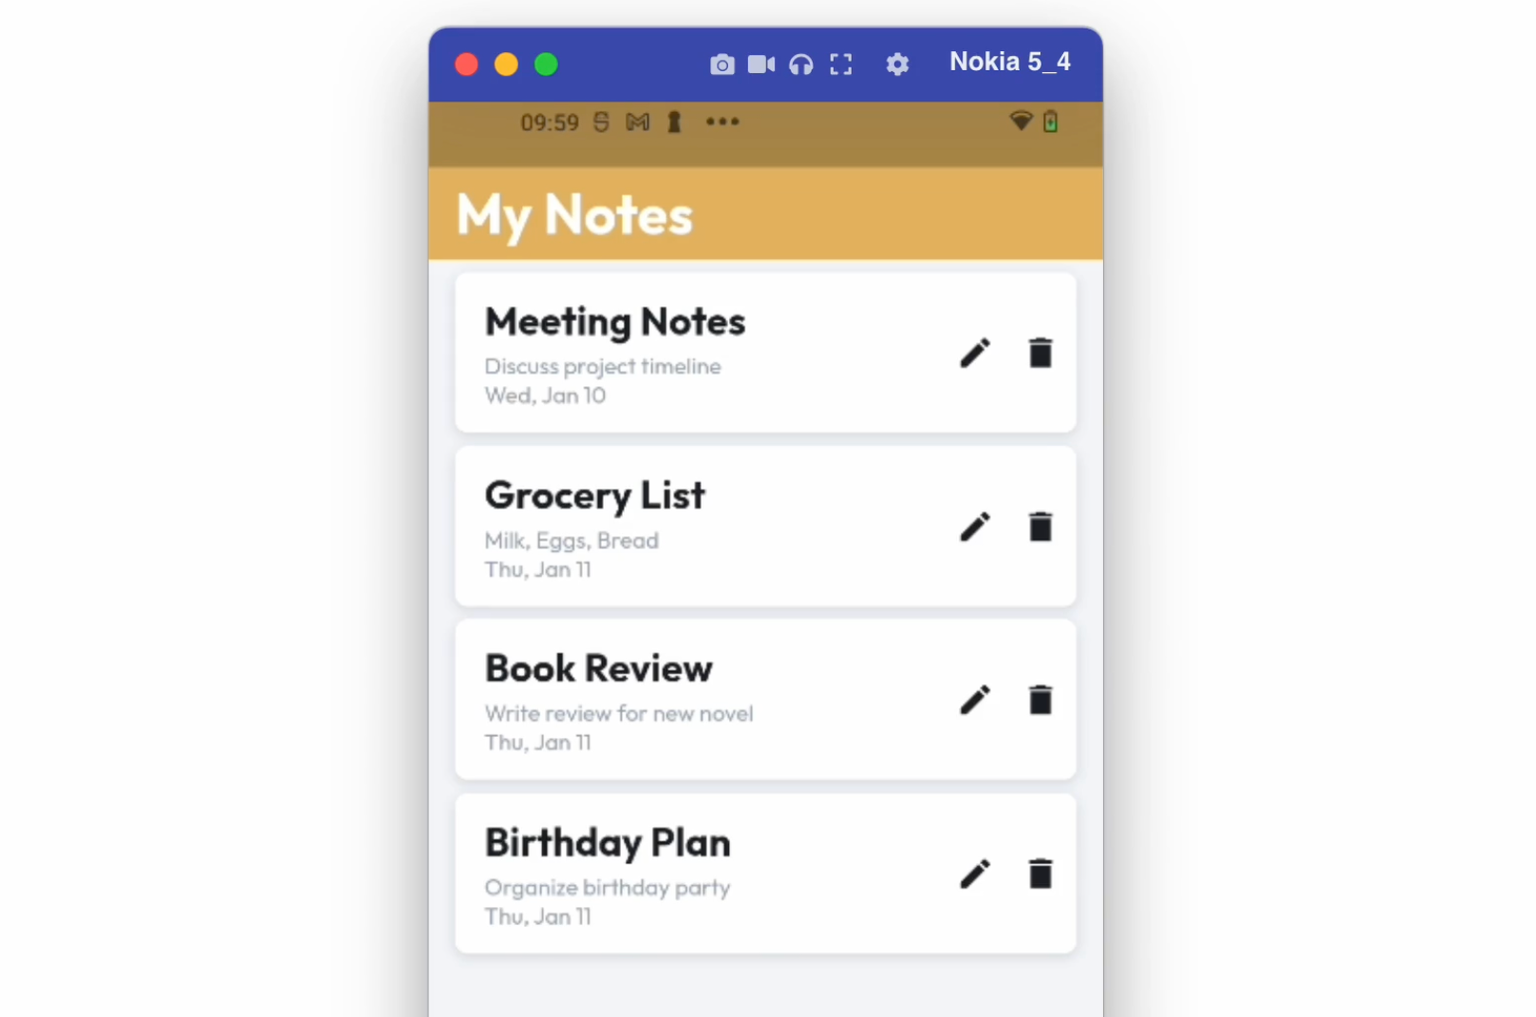 Nokia 5_4
09:59
My Notes
Meeting Notes
Discuss project timeline
Wed, Jan 10
Grocery List
Milk, Eggs, Bread
Thu, Jan 11
Book Review
Write review for new novel
Thu, Jan 11
Birthday Plan
Organize birthday party
Thu, Jan 11